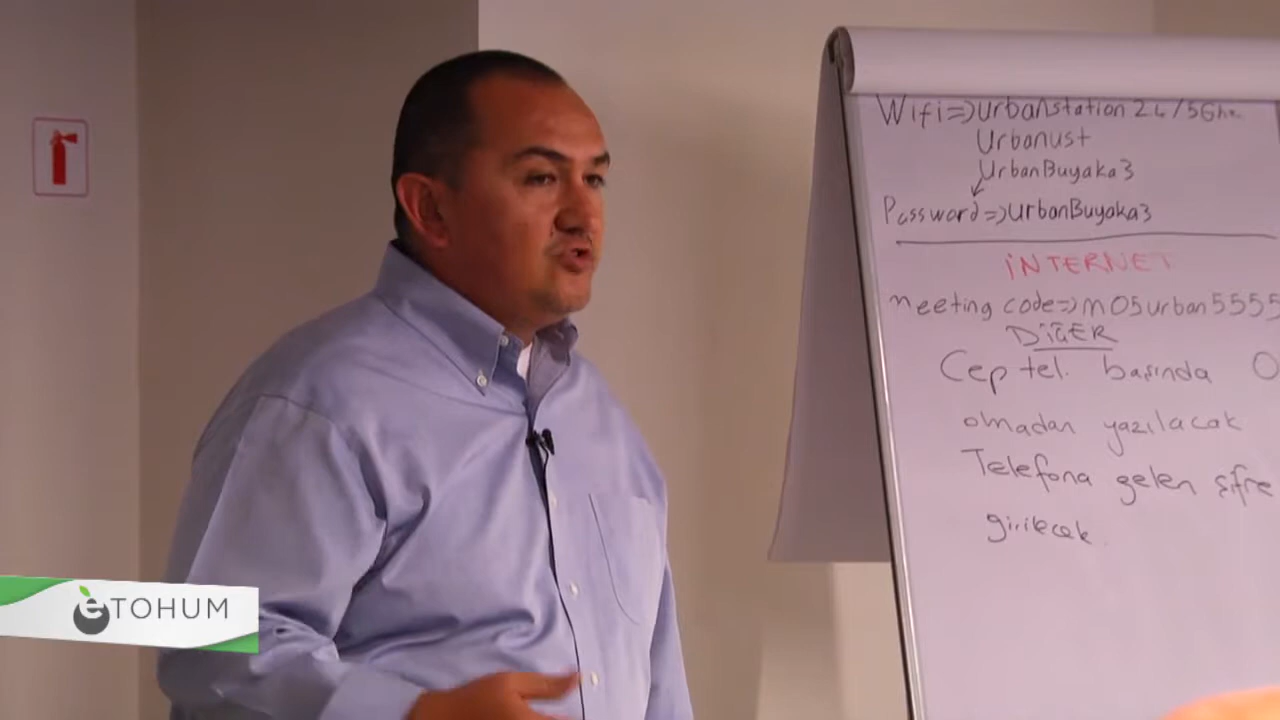 Wifi=>Urbanstation 2.4/5Ghz
Urbanust
UrbanBuyaka3
Password=>UrbanBuyaka3
İNTERNET
meeting code=>m05urban5555
DİĞER
Cep tel. başında 0
olmadan yazılacak
Telefona gelen şifre
girilecek
eTOHUM